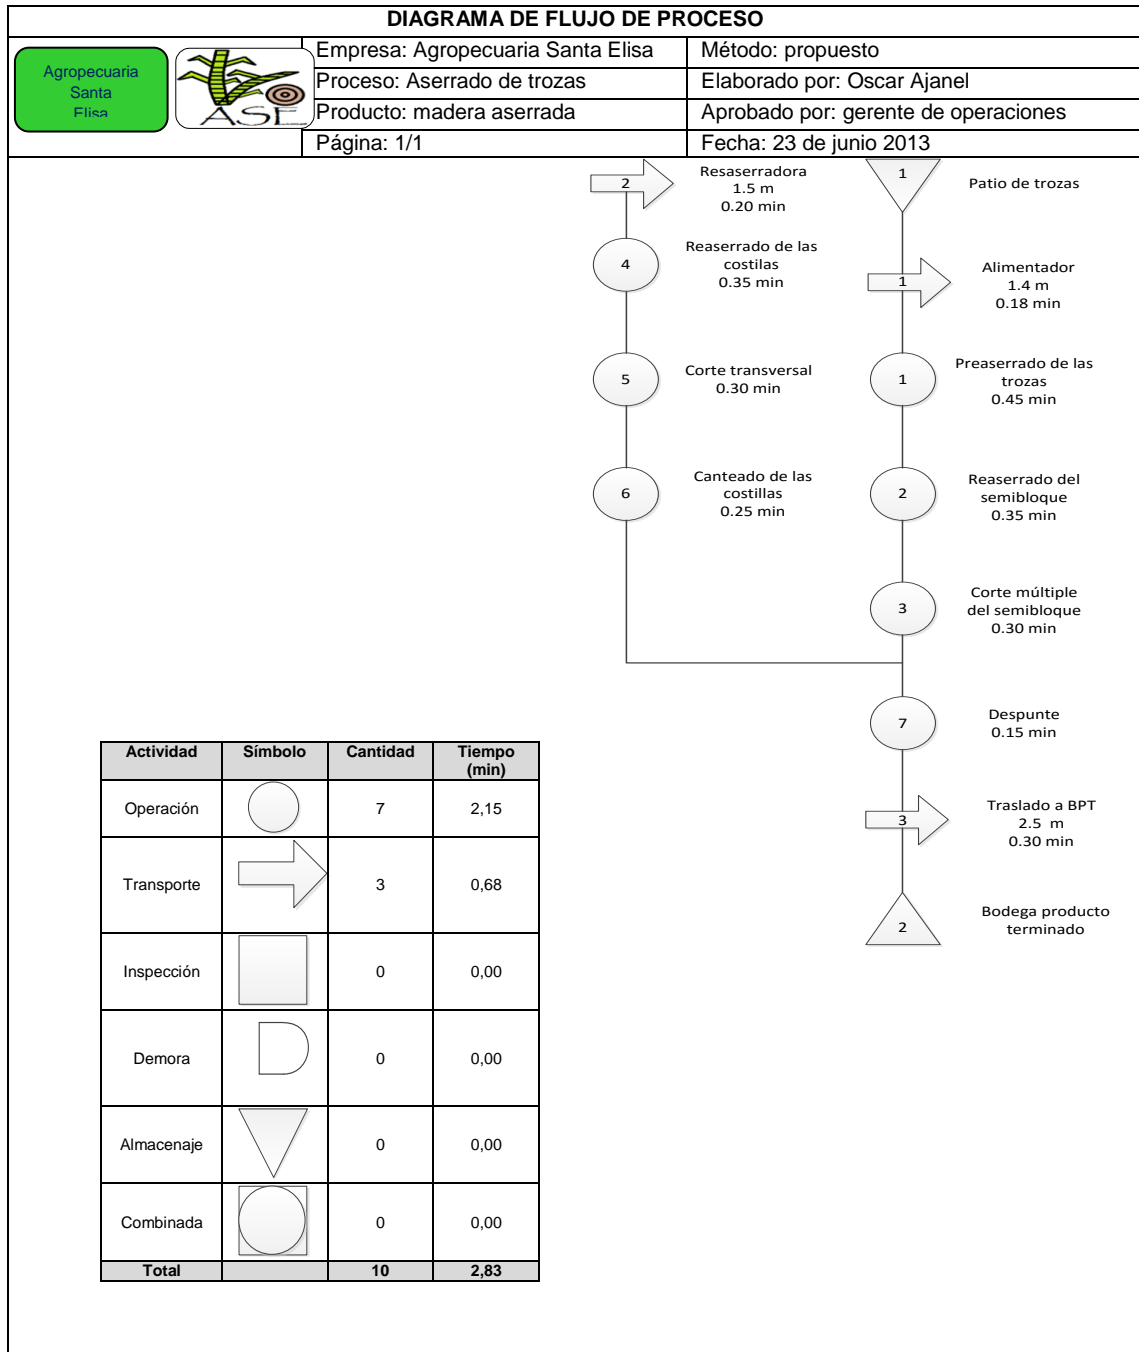 DIAGRAMA DE FLUJO DE PROCESO
Agropecuaria
Santa
Elisa
ASE
Empresa: Agropecuaria Santa Elisa
Método: propuesto
Proceso: Aserrado de trozas
Elaborado por: Oscar Ajanel
Producto: madera aserrada
Aprobado por: gerente de operaciones
Página: 1/1
Fecha: 23 de junio 2013
2
Resaserradora
1.5 m
0.20 min
4
Reaserrado de las
costilas
0.35 min
5
Corte transversal
0.30 min
6
Canteado de las
costillas
0.25 min
1
Patio de trozas
1
Alimentador
1.4 m
0.18 min
1
Preaserrado de las
trozas
0.45 min
2
Reaserrado del
semibloque
0.35 min
3
Corte múltiple
del semibloque
0.30 min
7
Despunte
0.15 min
3
Traslado a BPT
2.5 m
0.30 min
2
Bodega producto
terminado
Actividad Símbolo Cantidad Tiempo
(min)
Operación 7 2,15
Transporte 3 0,68
Inspección 0 0,00
Demora 0 0,00
Almacenaje 0 0,00
Combinada 0 0,00
Total 10 2,83